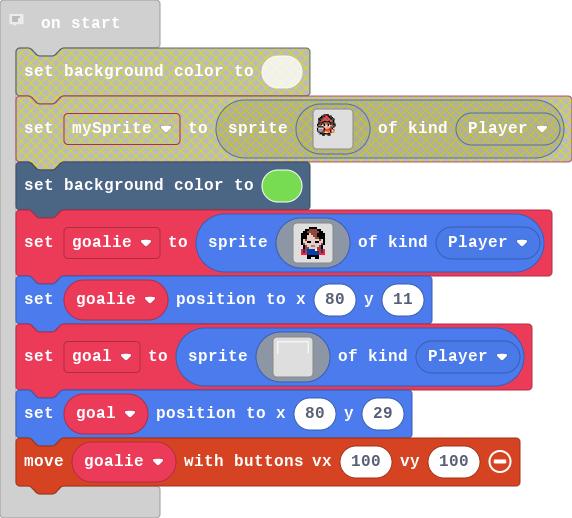 on start
set background color to
set mySprite to sprite of kind Player
set background color to
set goalie to sprite of kind Player
set goalie position to x 80 y 11
set goal to sprite of kind Player
set goal position to x 80 y 29
move goalie with buttons vx 100 vy 100